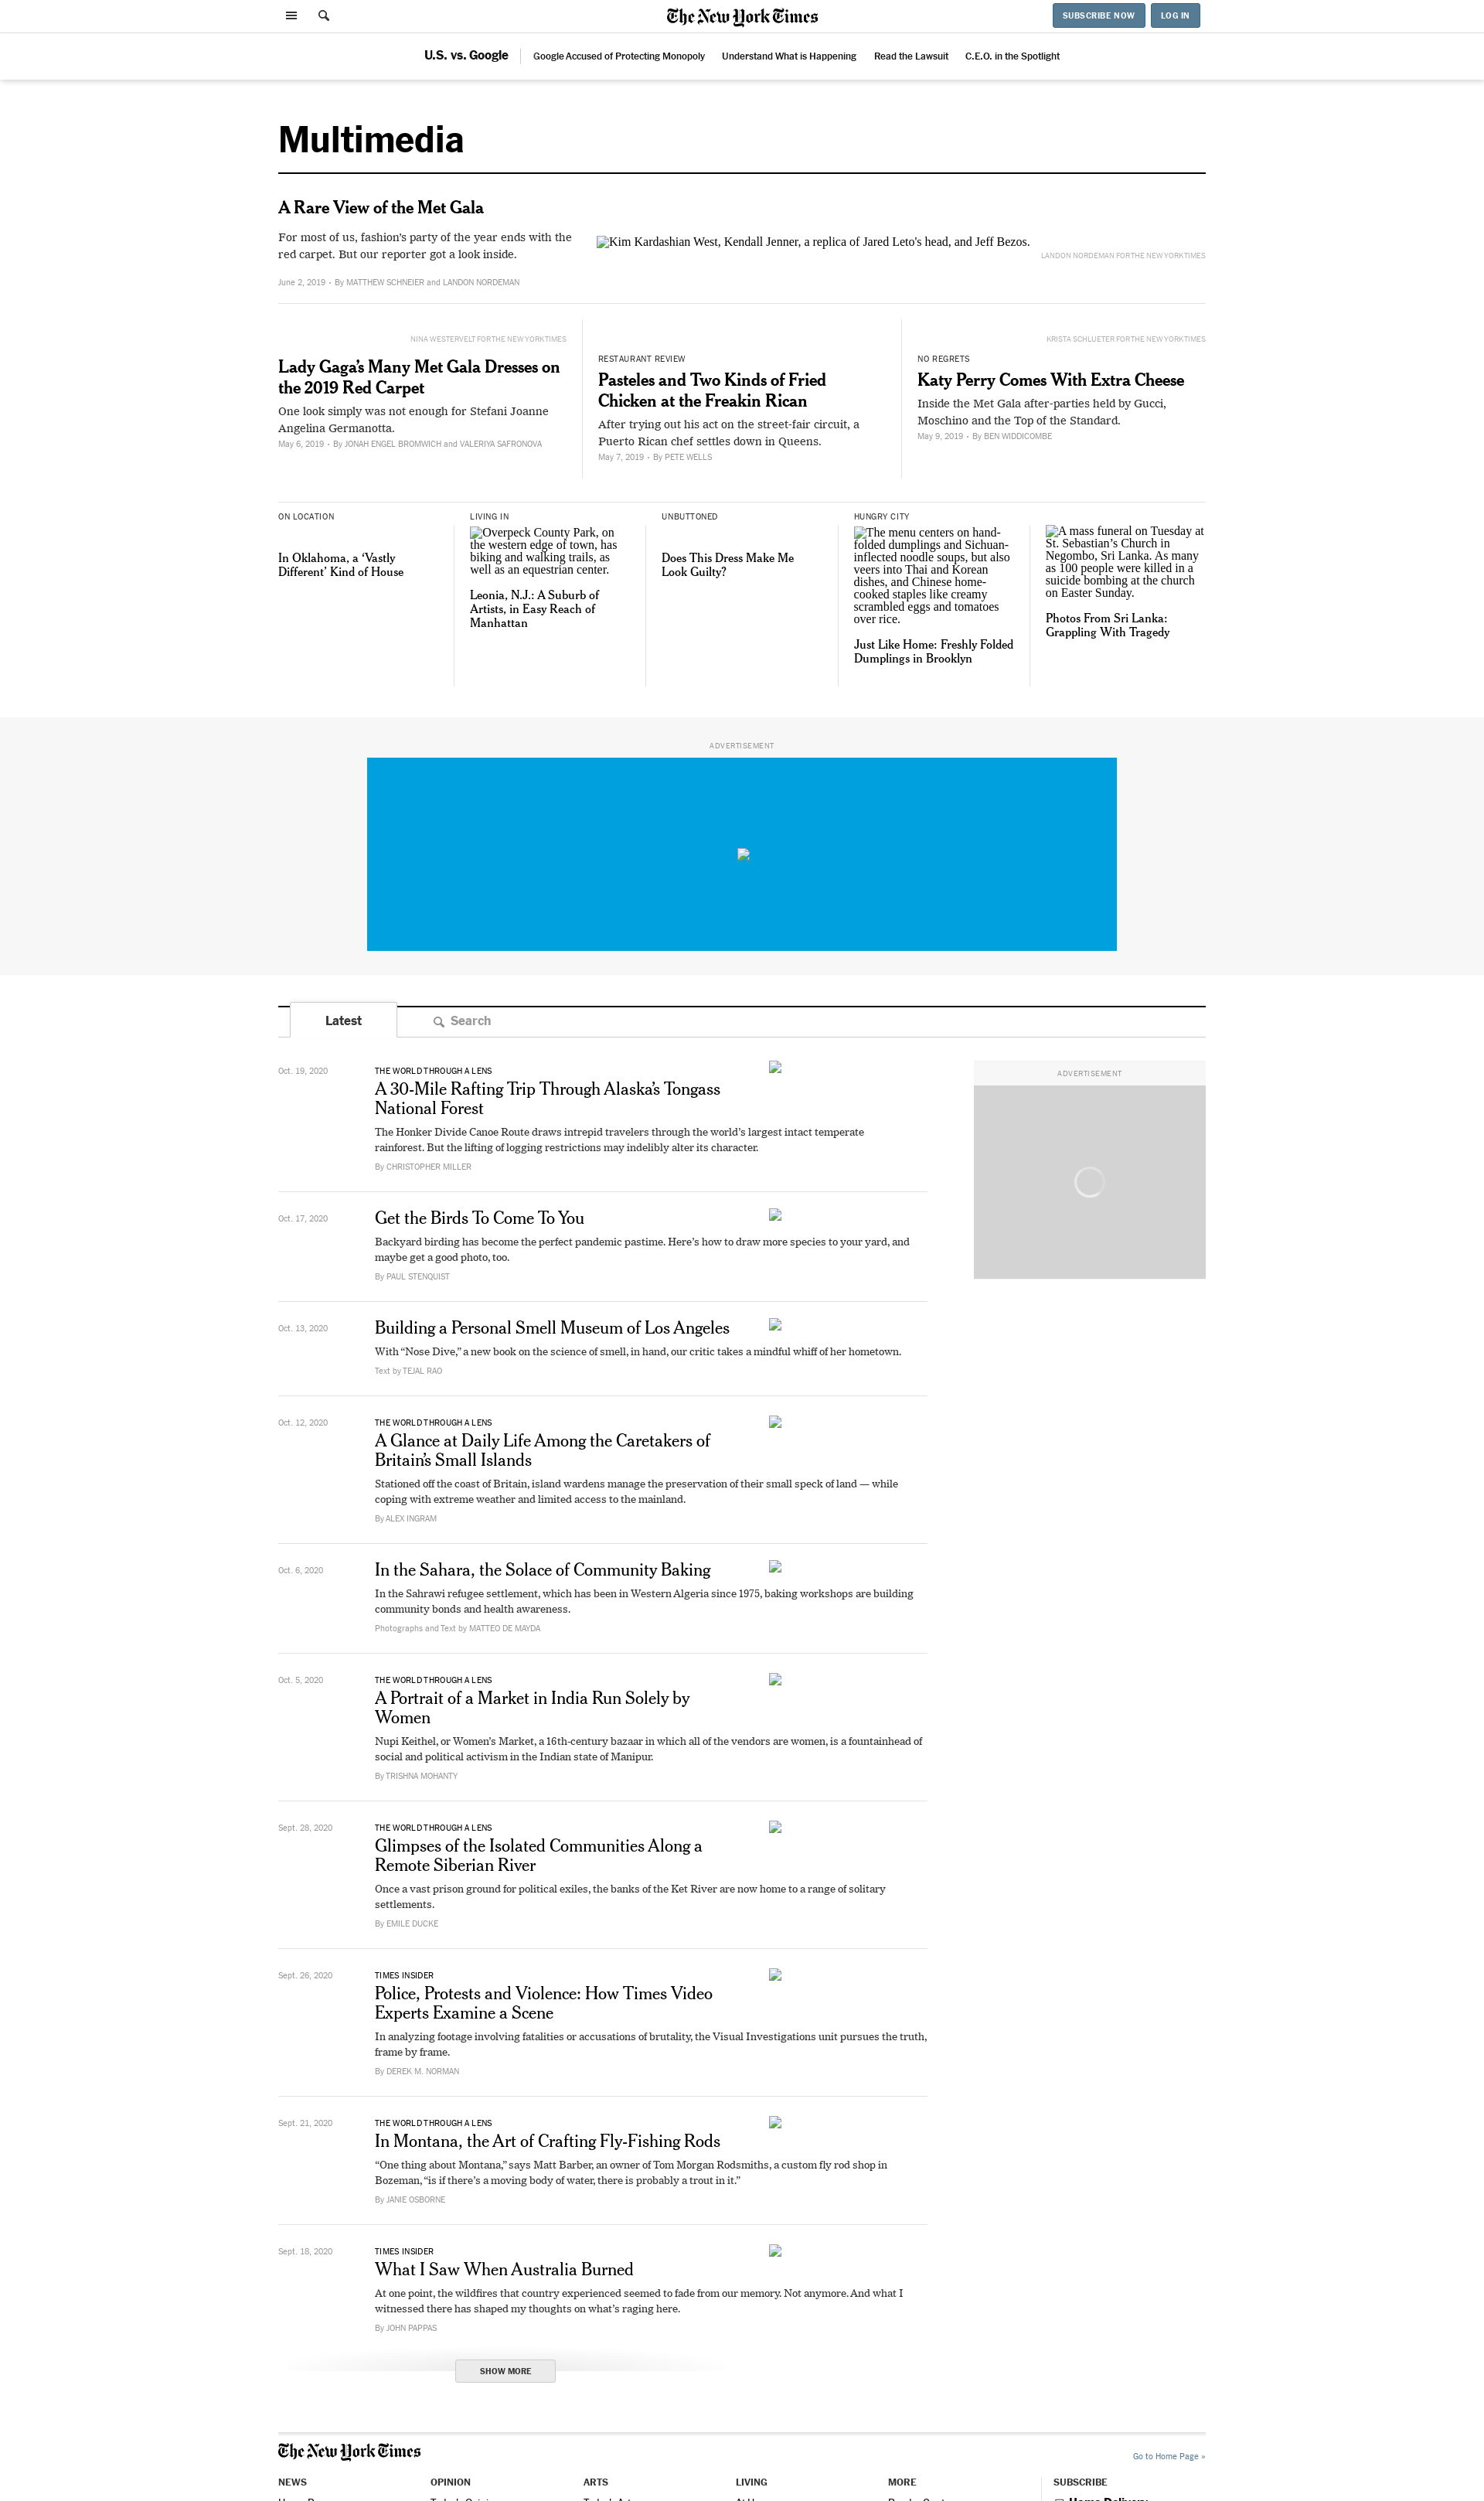 The New York Times
SUBSCRIBE NOW
LOG IN
U.S. vs. Google
Google Accused of Protecting Monopoly
Understand What is Happening
Read the Lawsuit
C.E.O. in the Spotlight
Multimedia
A Rare View of the Met Gala
For most of us, fashion's party of the year ends with the
red carpet. But our reporter got a look inside.
June 2, 2019 • By MATTHEW SCHNEIER and LANDON NORDEMAN
Kim Kardashian West, Kendall Jenner, a replica of Jared Leto's head, and Jeff Bezos.
LANDON NORDEMAN FOR THE NEW YORK TIMES
NINA WESTERVELT FOR THE NEW YORK TIMES
Lady Gaga’s Many Met Gala Dresses on
the 2019 Red Carpet
One look simply was not enough for Stefani Joanne
Angelina Germanotta.
May 6, 2019 • By JONAH ENGEL BROMWICH and VALERIYA SAFRONOVA
RESTAURANT REVIEW
Pasteles and Two Kinds of Fried
Chicken at the Freakin Rican
After trying out his act on the street-fair circuit, a
Puerto Rican chef settles down in Queens.
May 7, 2019 • By PETE WELLS
KRISTA SCHLUETER FOR THE NEW YORK TIMES
NO REGRETS
Katy Perry Comes With Extra Cheese
Inside the Met Gala after-parties held by Gucci,
Moschino and the Top of the Standard.
May 9, 2019 • By BEN WIDDICOMBE
ON LOCATION
In Oklahoma, a ‘Vastly
Different’ Kind of House
LIVING IN
Overpeck County Park, on
the western edge of town, has
biking and walking trails, as
well as an equestrian center.
Leonia, N.J.: A Suburb of
Artists, in Easy Reach of
Manhattan
UNBUTTONED
Does This Dress Make Me
Look Guilty?
HUNGRY CITY
The menu centers on hand-
folded dumplings and Sichuan-
inflected noodle soups, but also
veers into Thai and Korean
dishes, and Chinese home-
cooked staples like creamy
scrambled eggs and tomatoes
over rice.
Just Like Home: Freshly Folded
Dumplings in Brooklyn
A mass funeral on Tuesday at
St. Sebastian’s Church in
Negombo, Sri Lanka. As many
as 100 people were killed in a
suicide bombing at the church
on Easter Sunday.
Photos From Sri Lanka:
Grappling With Tragedy
ADVERTISEMENT
Latest
Search
ADVERTISEMENT
Oct. 19, 2020
THE WORLD THROUGH A LENS
A 30-Mile Rafting Trip Through Alaska’s Tongass
National Forest
The Honker Divide Canoe Route draws intrepid travelers through the world’s largest intact temperate
rainforest. But the lifting of logging restrictions may indelibly alter its character.
By CHRISTOPHER MILLER
Oct. 17, 2020
Get the Birds To Come To You
Backyard birding has become the perfect pandemic pastime. Here’s how to draw more species to your yard, and
maybe get a good photo, too.
By PAUL STENQUIST
Oct. 13, 2020
Building a Personal Smell Museum of Los Angeles
With “Nose Dive,” a new book on the science of smell, in hand, our critic takes a mindful whiff of her hometown.
Text by TEJAL RAO
Oct. 12, 2020
THE WORLD THROUGH A LENS
A Glance at Daily Life Among the Caretakers of
Britain’s Small Islands
Stationed off the coast of Britain, island wardens manage the preservation of their small speck of land — while
coping with extreme weather and limited access to the mainland.
By ALEX INGRAM
Oct. 6, 2020
In the Sahara, the Solace of Community Baking
In the Sahrawi refugee settlement, which has been in Western Algeria since 1975, baking workshops are building
community bonds and health awareness.
Photographs and Text by MATTEO DE MAYDA
Oct. 5, 2020
THE WORLD THROUGH A LENS
A Portrait of a Market in India Run Solely by
Women
Nupi Keithel, or Women’s Market, a 16th-century bazaar in which all of the vendors are women, is a fountainhead of
social and political activism in the Indian state of Manipur.
By TRISHNA MOHANTY
Sept. 28, 2020
THE WORLD THROUGH A LENS
Glimpses of the Isolated Communities Along a
Remote Siberian River
Once a vast prison ground for political exiles, the banks of the Ket River are now home to a range of solitary
settlements.
By EMILE DUCKE
Sept. 26, 2020
TIMES INSIDER
Police, Protests and Violence: How Times Video
Experts Examine a Scene
In analyzing footage involving fatalities or accusations of brutality, the Visual Investigations unit pursues the truth,
frame by frame.
By DEREK M. NORMAN
Sept. 21, 2020
THE WORLD THROUGH A LENS
In Montana, the Art of Crafting Fly-Fishing Rods
“One thing about Montana,” says Matt Barber, an owner of Tom Morgan Rodsmiths, a custom fly rod shop in
Bozeman, “is if there’s a moving body of water, there is probably a trout in it.”
By JANIE OSBORNE
Sept. 18, 2020
TIMES INSIDER
What I Saw When Australia Burned
At one point, the wildfires that country experienced seemed to fade from our memory. Not anymore. And what I
witnessed there has shaped my thoughts on what’s raging here.
By JOHN PAPPAS
SHOW MORE
The New York Times
Go to Home Page »
NEWS
OPINION
ARTS
LIVING
MORE
SUBSCRIBE
Home Delivery